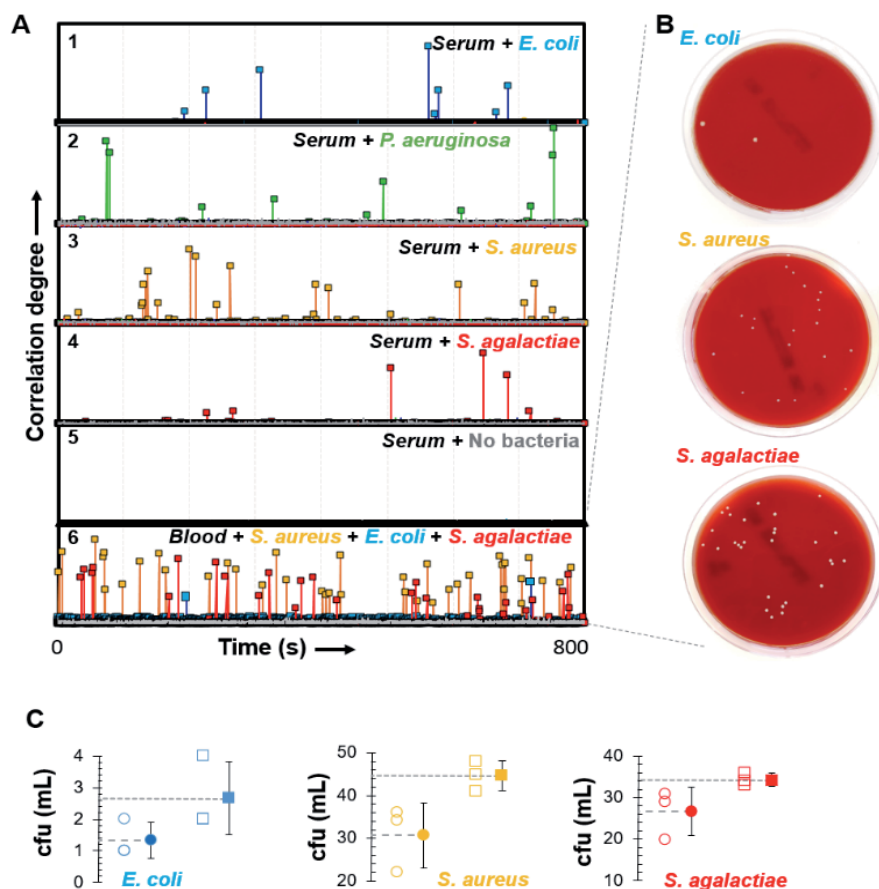 A
B
1 Serum + E. coli
2 Serum + P. aeruginosa
3 Serum + S. aureus
4 Serum + S. agalactiae
5 Serum + No bacteria
6 Blood + S. aureus + E. coli + S. agalactiae
Correlation degree
0 Time (s) 800
E. coli
S. aureus
S. agalactiae
C
cfu (mL)
4
3
2
1
0
E. coli
cfu (mL)
50
40
30
20
S. aureus
cfu (mL)
40
30
20
10
S. agalactiae